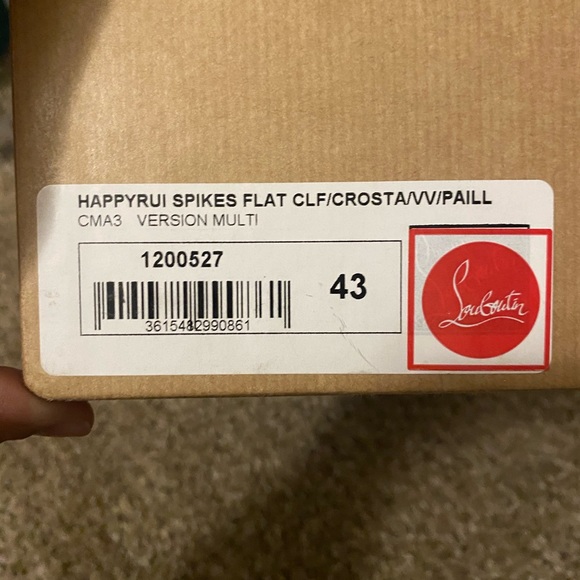 HAPPYRUI SPIKES FLAT CLF/CROSTA/VV/PAILL
CMA3 VERSION MULTI
1200527
3615482990861
43
Louboutin